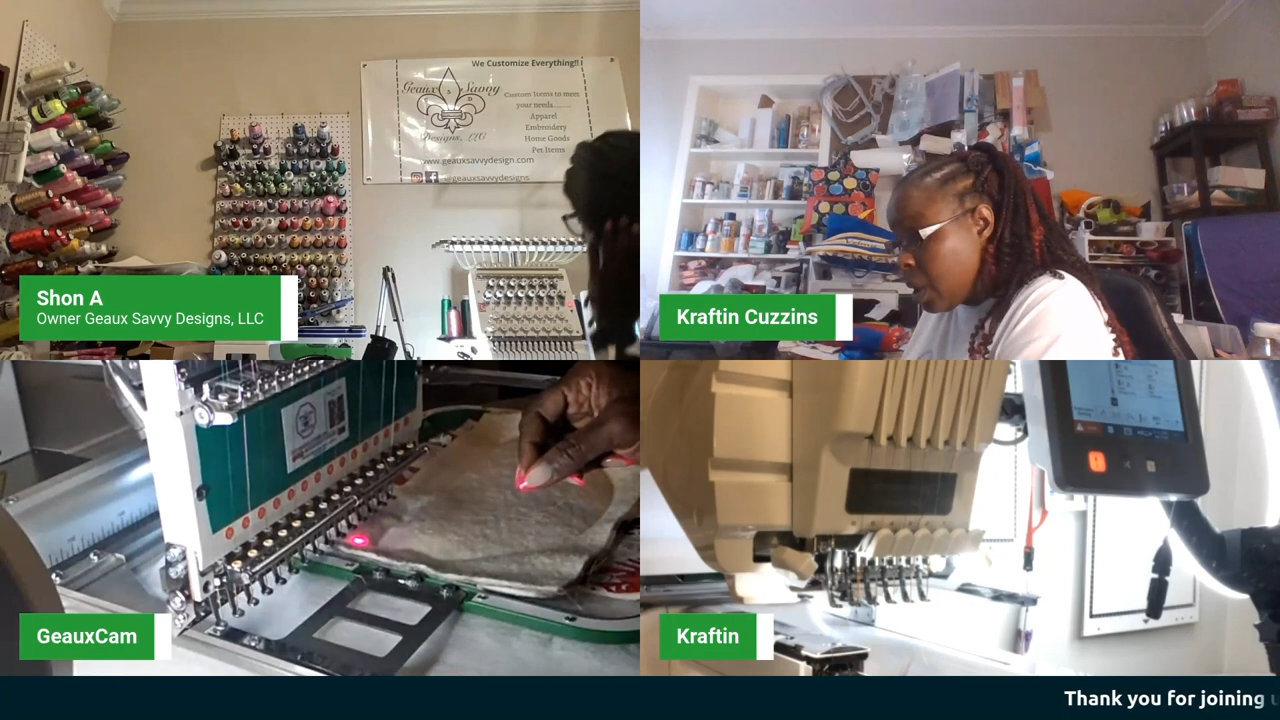 We Customize Everything!!
Geaux Savvy
Designs, LLC
Custom Items to meet
your needs.........
Apparel
Embroidery
Home Goods
Pet Items
www.geauxsavvydesign.com
@geauxsavvydesigns
Shon A
Owner Geaux Savvy Designs, LLC
Kraftin Cuzzins
GeauxCam
Kraftin
Thank you for joining